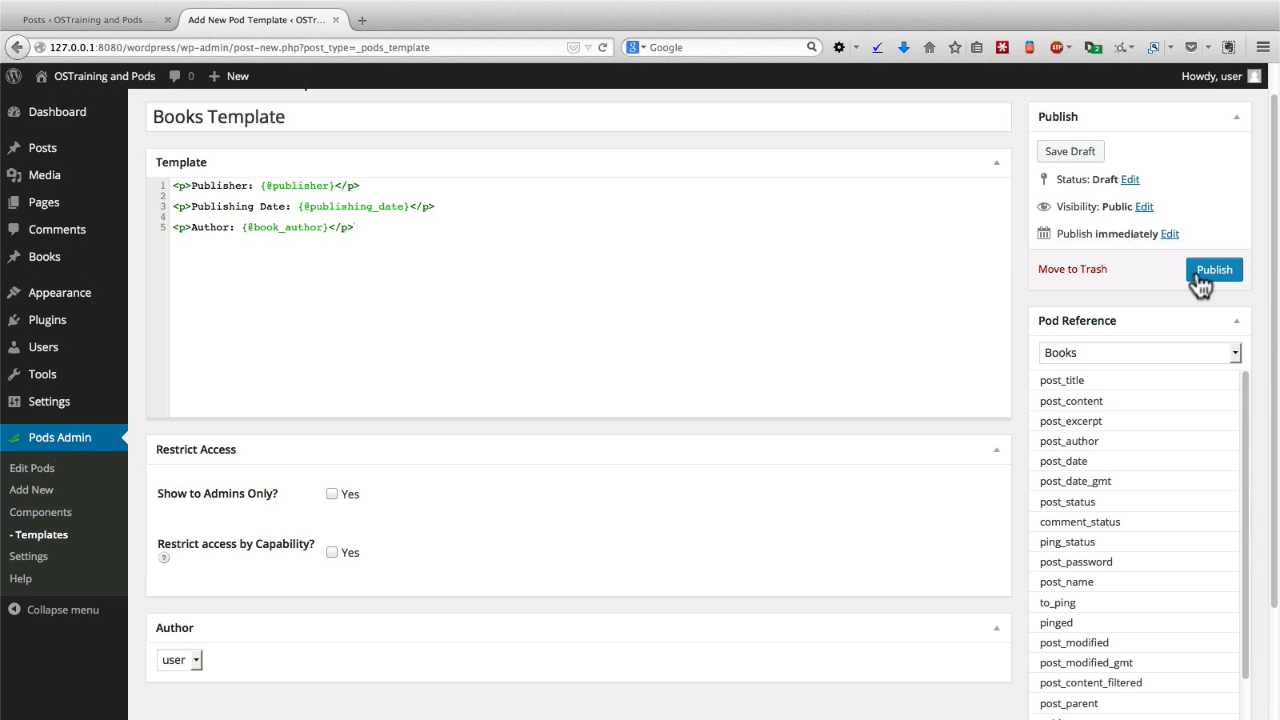 Posts ‹ OSTraining and Pods ...
Add New Pod Template ‹ OSTr...
127.0.0.1:8080/wordpress/wp-admin/post-new.php?post_type=_pods_template
Google
OSTraining and Pods
0
New
Howdy, user
Dashboard
Posts
Media
Pages
Comments
Books
Appearance
Plugins
Users
Tools
Settings
Pods Admin
Edit Pods
Add New
Components
- Templates
Settings
Help
Collapse menu
Books Template
Template
1 <p>Publisher: {@publisher}</p>
2
3 <p>Publishing Date: {@publishing_date}</p>
4
5 <p>Author: {@book_author}</p>
Restrict Access
Show to Admins Only? Yes
Restrict access by Capability? Yes
?
Author
user
Publish
Save Draft
Status: Draft Edit
Visibility: Public Edit
Publish immediately Edit
Move to Trash
Publish
Pod Reference
Books
post_title
post_content
post_excerpt
post_author
post_date
post_date_gmt
post_status
comment_status
ping_status
post_password
post_name
to_ping
pinged
post_modified
post_modified_gmt
post_content_filtered
post_parent